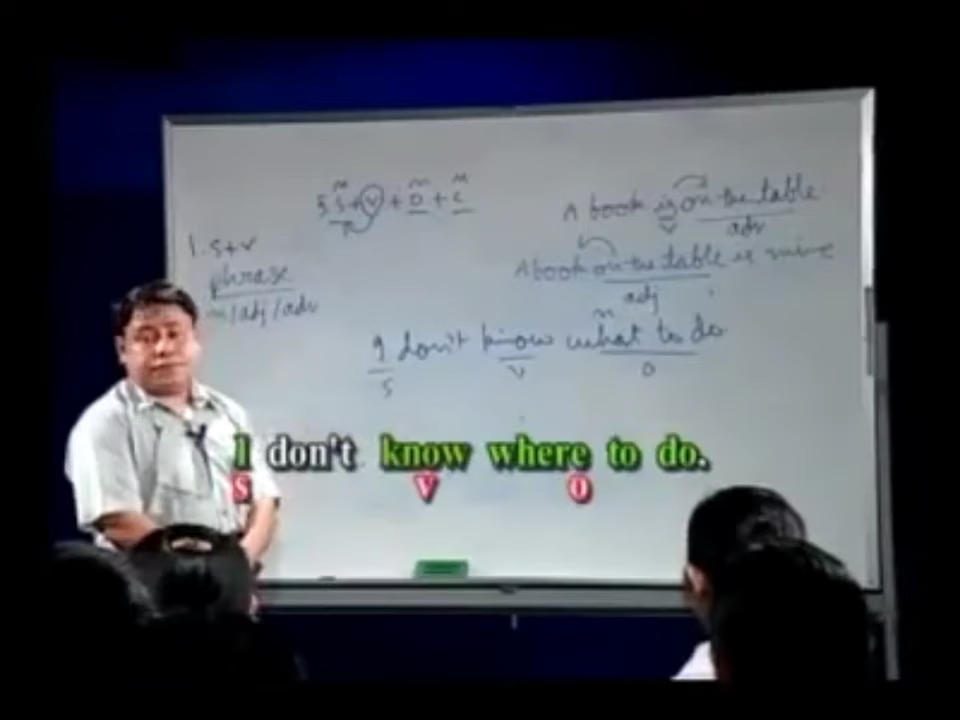 S + V + O + C
1. S+V
phrase
n/adj/adv
A book is on the table
v adv
A book on the table is mine
adj
n
I don't know what to do
S V O
I don't know where to do.
S V O